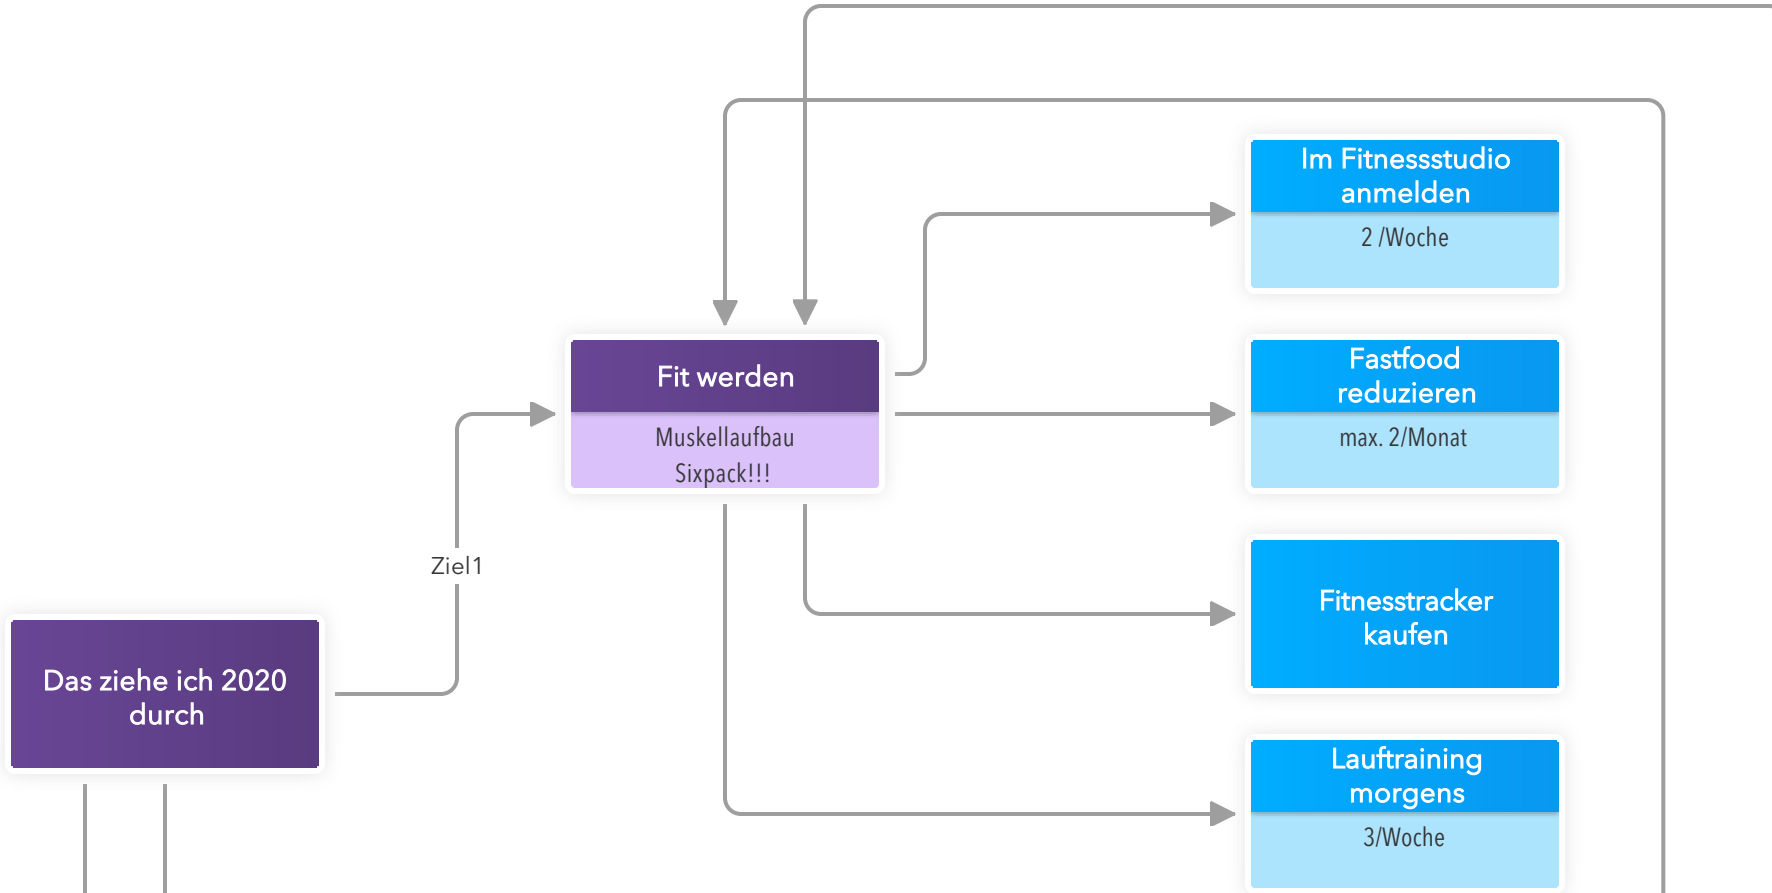 Im Fitnessstudio
anmelden
2 /Woche
Fit werden
Muskellaufbau
Sixpack!!!
Fastfood
reduzieren
max. 2/Monat
Ziel1
Fitnesstracker
kaufen
Das ziehe ich 2020
durch
Lauftraining
morgens
3/Woche